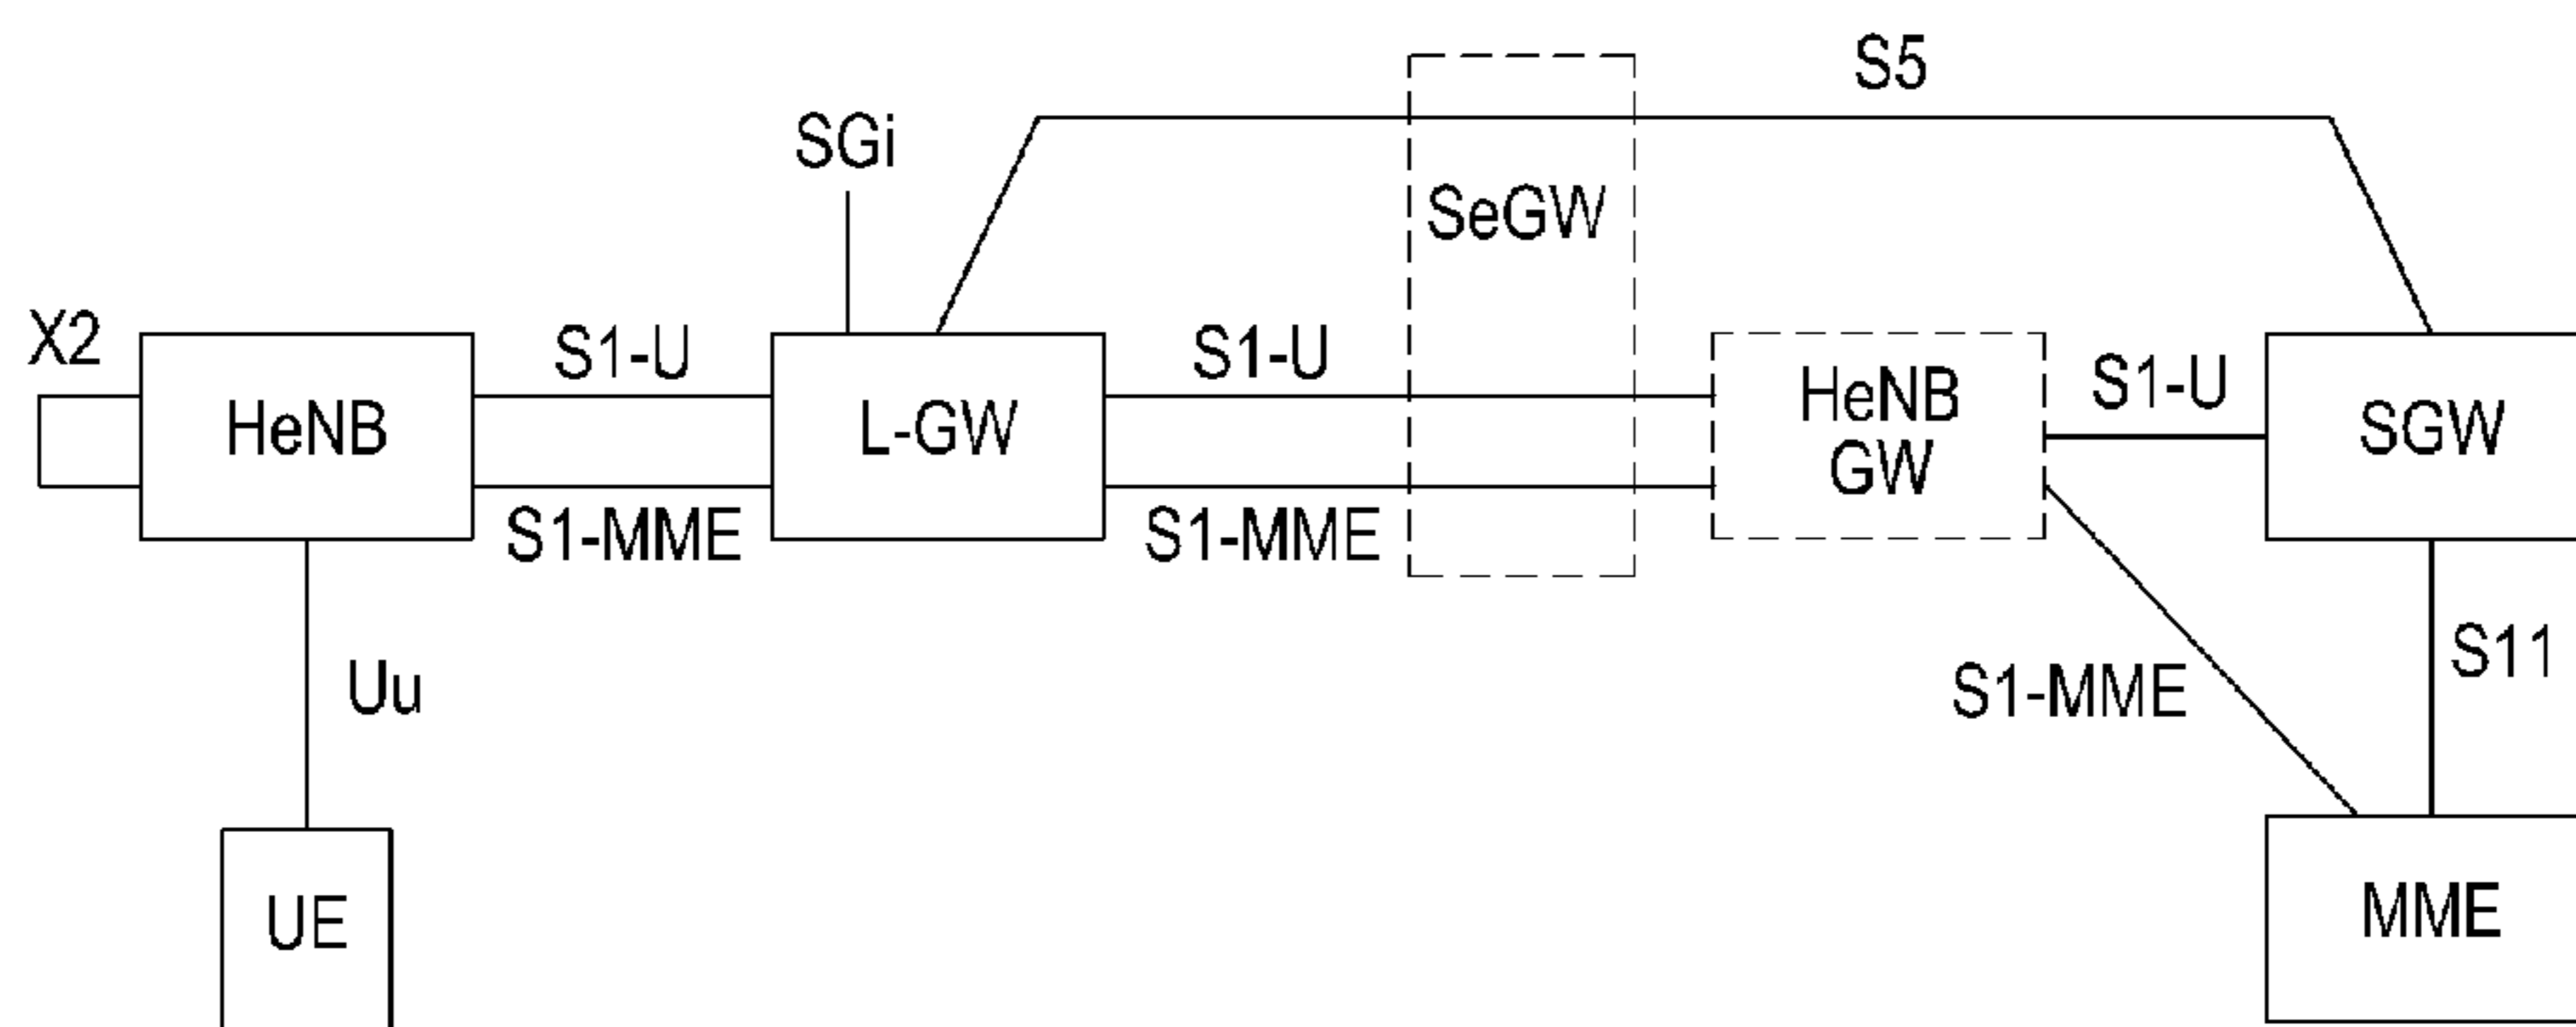 S5
SGi
SeGW
X2
S1-U
S1-U
HeNB
L-GW
HeNB
GW
S1-U
SGW
S1-MME
S1-MME
Uu
S1-MME
S11
UE
MME